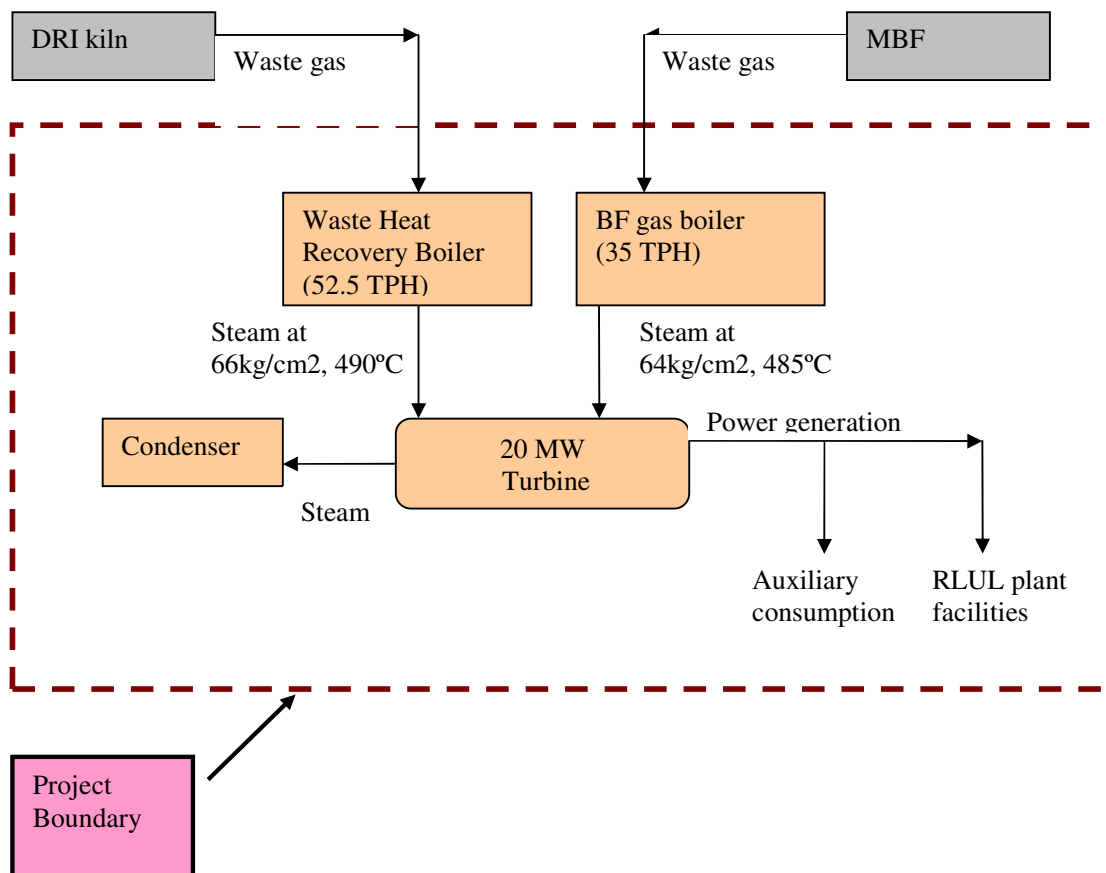 DRI kiln
MBF
Waste gas
Waste gas
Waste Heat
Recovery Boiler
(52.5 TPH)
BF gas boiler
(35 TPH)
Steam at
66kg/cm2, 490ºC
Steam at
64kg/cm2, 485ºC
Power generation
Condenser
20 MW
Turbine
Steam
Auxiliary
consumption
RLUL plant
facilities
Project
Boundary